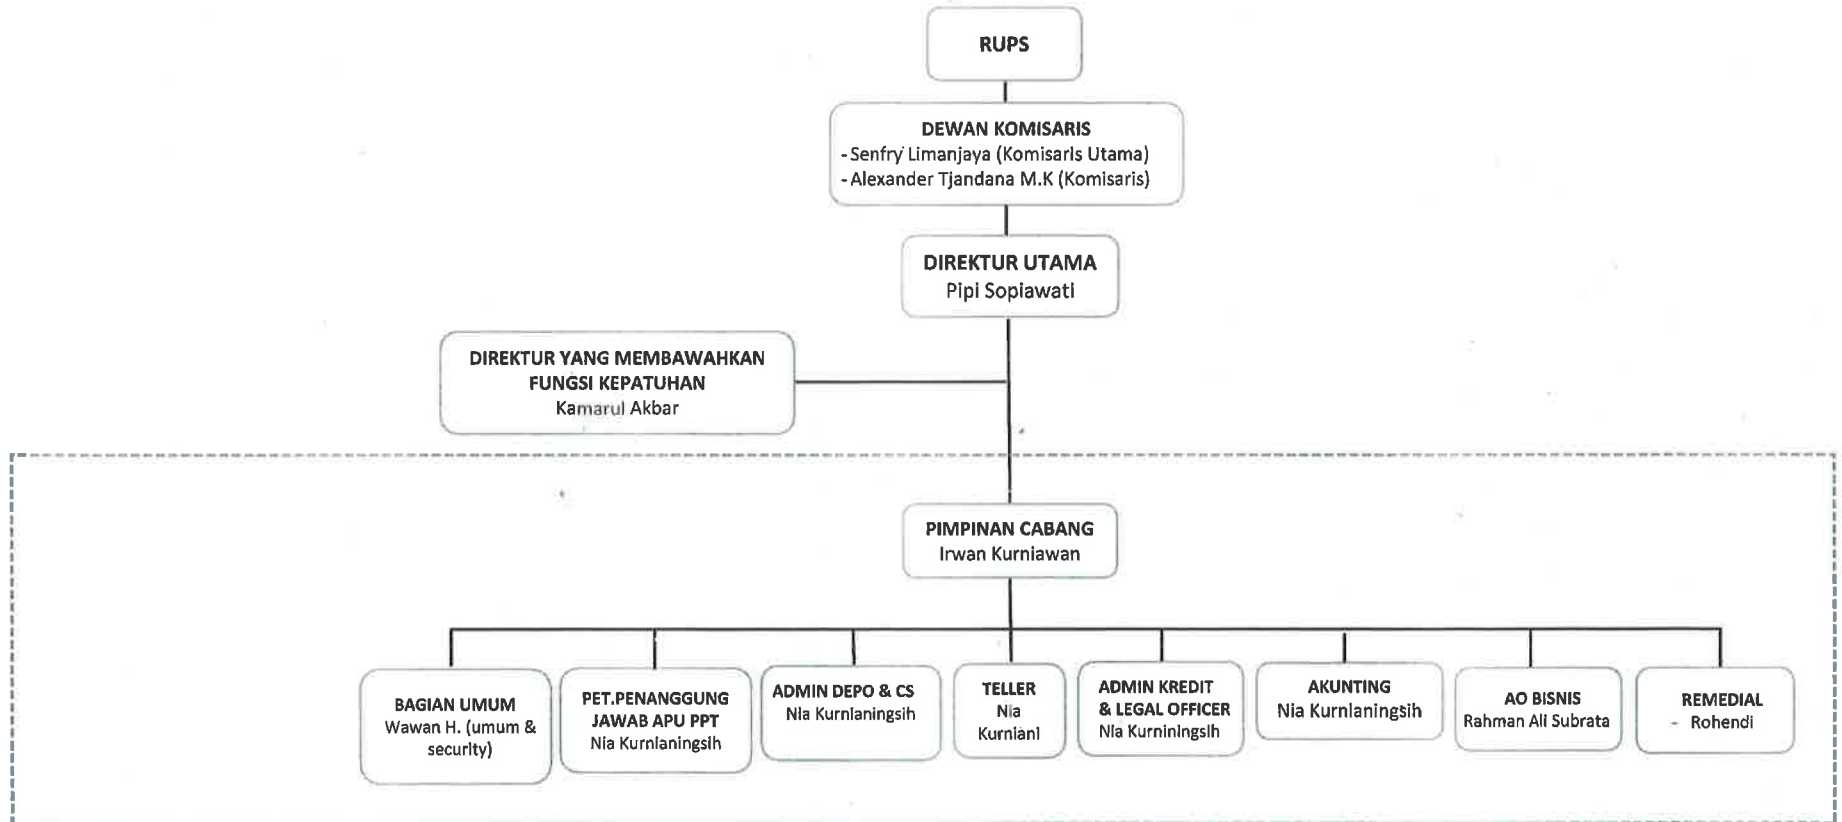 RUPS
DEWAN KOMISARIS
- Senfry Limanjaya (Komisaris Utama)
- Alexander Tjandana M.K (Komisaris)
DIREKTUR UTAMA
Pipi Sopiawati
DIREKTUR YANG MEMBAWAHKAN
FUNGSI KEPATUHAN
Kamarul Akbar
PIMPINAN CABANG
Irwan Kurniawan
BAGIAN UMUM
Wawan H. (umum &
security)
PET.PENANGGUNG
JAWAB APU PPT
Nia Kurnianingsih
ADMIN DEPO & CS
Nia Kurnianingsih
TELLER
Nia
Kurniani
ADMIN KREDIT
& LEGAL OFFICER
Nia Kurniningsih
AKUNTING
Nia Kurnianingsih
AO BISNIS
Rahman Ali Subrata
REMEDIAL
- Rohendi